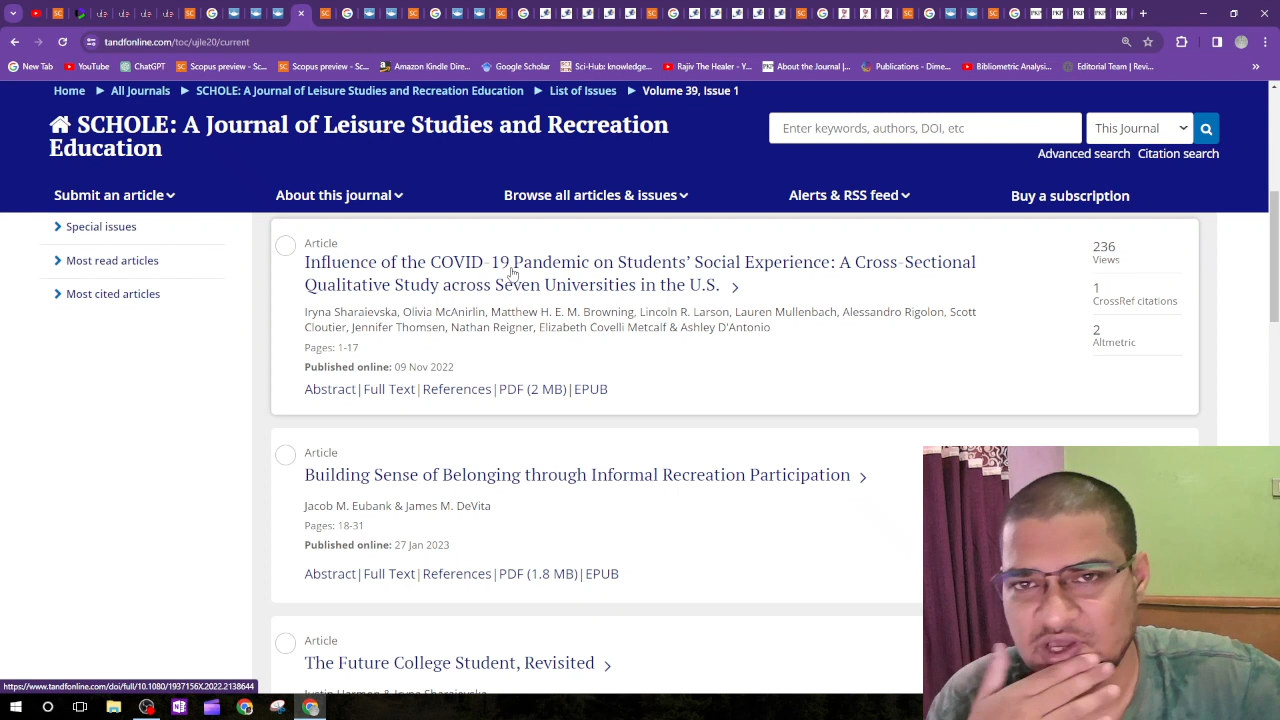 tandfonline.com/toc/ujle20/current
New Tab
YouTube
ChatGPT
Scopus preview - Sc...
Scopus preview - Sc...
Amazon Kindle Dire...
Google Scholar
Sci-Hub: knowledge...
Rajiv The Healer - Y...
About the Journal |...
Publications - Dime...
Bibliometric Analysi...
Editorial Team | Revi...
Home
All Journals
SCHOLE: A Journal of Leisure Studies and Recreation Education
List of Issues
Volume 39, Issue 1
SCHOLE: A Journal of Leisure Studies and Recreation
Education
Enter keywords, authors, DOI, etc
This Journal
Advanced search
Citation search
Submit an article
About this journal
Browse all articles & issues
Alerts & RSS feed
Buy a subscription
Special issues
Most read articles
Most cited articles
Article
Influence of the COVID-19 Pandemic on Students’ Social Experience: A Cross-Sectional
Qualitative Study across Seven Universities in the U.S.
Iryna Sharaievska, Olivia McAnirlin, Matthew H. E. M. Browning, Lincoln R. Larson, Lauren Mullenbach, Alessandro Rigolon, Scott
Cloutier, Jennifer Thomsen, Nathan Reigner, Elizabeth Covelli Metcalf & Ashley D'Antonio
Pages: 1-17
Published online: 09 Nov 2022
Abstract|Full Text|References|PDF (2 MB)|EPUB
236
Views
1
CrossRef citations
2
Altmetric
Article
Building Sense of Belonging through Informal Recreation Participation
Jacob M. Eubank & James M. DeVita
Pages: 18-31
Published online: 27 Jan 2023
Abstract|Full Text|References|PDF (1.8 MB)|EPUB
Article
The Future College Student, Revisited
Justin Harmon & Iryna Sharaievska
https://www.tandfonline.com/doi/full/10.1080/1937156X.2022.2138644